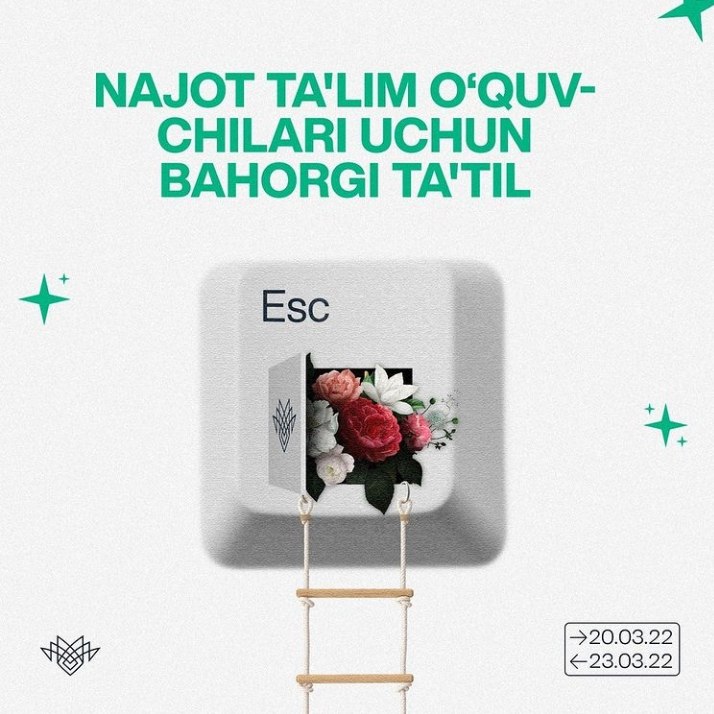 NAJOT TA'LIM O‘QUV-
CHILARI UCHUN
BAHORGI TA'TIL
Esc
→20.03.22
←23.03.22